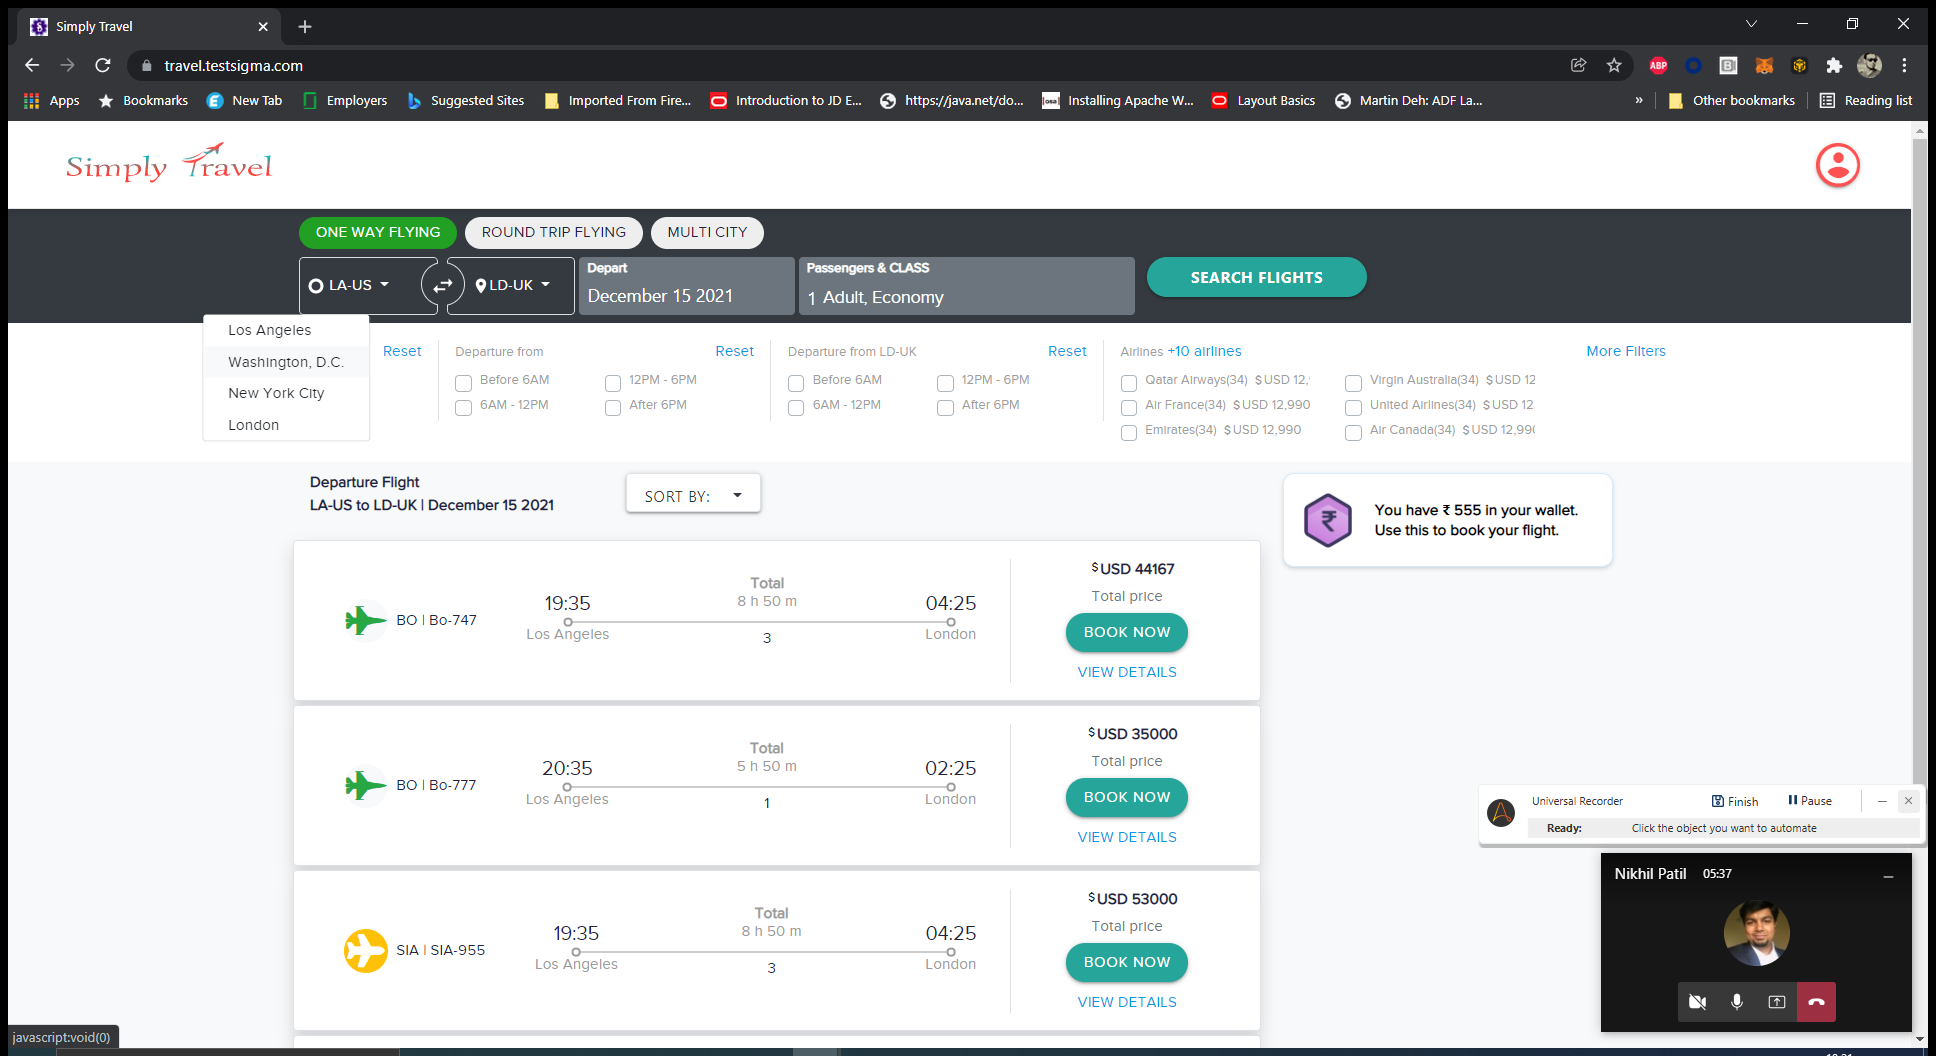 Simply Travel
travel.testsigma.com
ABP
Apps
Bookmarks
New Tab
Employers
Suggested Sites
Imported From Fire...
Introduction to JD E...
https://java.net/do...
Installing Apache W...
Layout Basics
Martin Deh: ADF La...
»
Other bookmarks
Reading list
Simply Travel
ONE WAY FLYING
ROUND TRIP FLYING
MULTI CITY
LA-US
LD-UK
Depart
December 15 2021
Passengers & CLASS
1 Adult, Economy
SEARCH FLIGHTS
Los Angeles
Washington, D.C.
New York City
London
Reset
Departure from
Reset
Before 6AM
12PM - 6PM
6AM - 12PM
After 6PM
Departure from LD-UK
Reset
Before 6AM
12PM - 6PM
6AM - 12PM
After 6PM
Airlines +10 airlines
More Filters
Qatar Airways(34) $USD 12,
Virgin Australia(34) $USD 12
Air France(34) $USD 12,990
United Airlines(34) $USD 12
Emirates(34) $USD 12,990
Air Canada(34) $USD 12,990
Departure Flight
LA-US to LD-UK | December 15 2021
SORT BY:
You have ₹ 555 in your wallet.
Use this to book your flight.
BO | Bo-747
19:35
Los Angeles
Total
8 h 50 m
3
04:25
London
$USD 44167
Total price
BOOK NOW
VIEW DETAILS
BO | Bo-777
20:35
Los Angeles
Total
5 h 50 m
1
02:25
London
$USD 35000
Total price
BOOK NOW
VIEW DETAILS
SIA | SIA-955
19:35
Los Angeles
Total
8 h 50 m
3
04:25
London
$USD 53000
Total price
BOOK NOW
VIEW DETAILS
Universal Recorder
Finish
Pause
Ready:
Click the object you want to automate
Nikhil Patil 05:37
javascript:void(0)